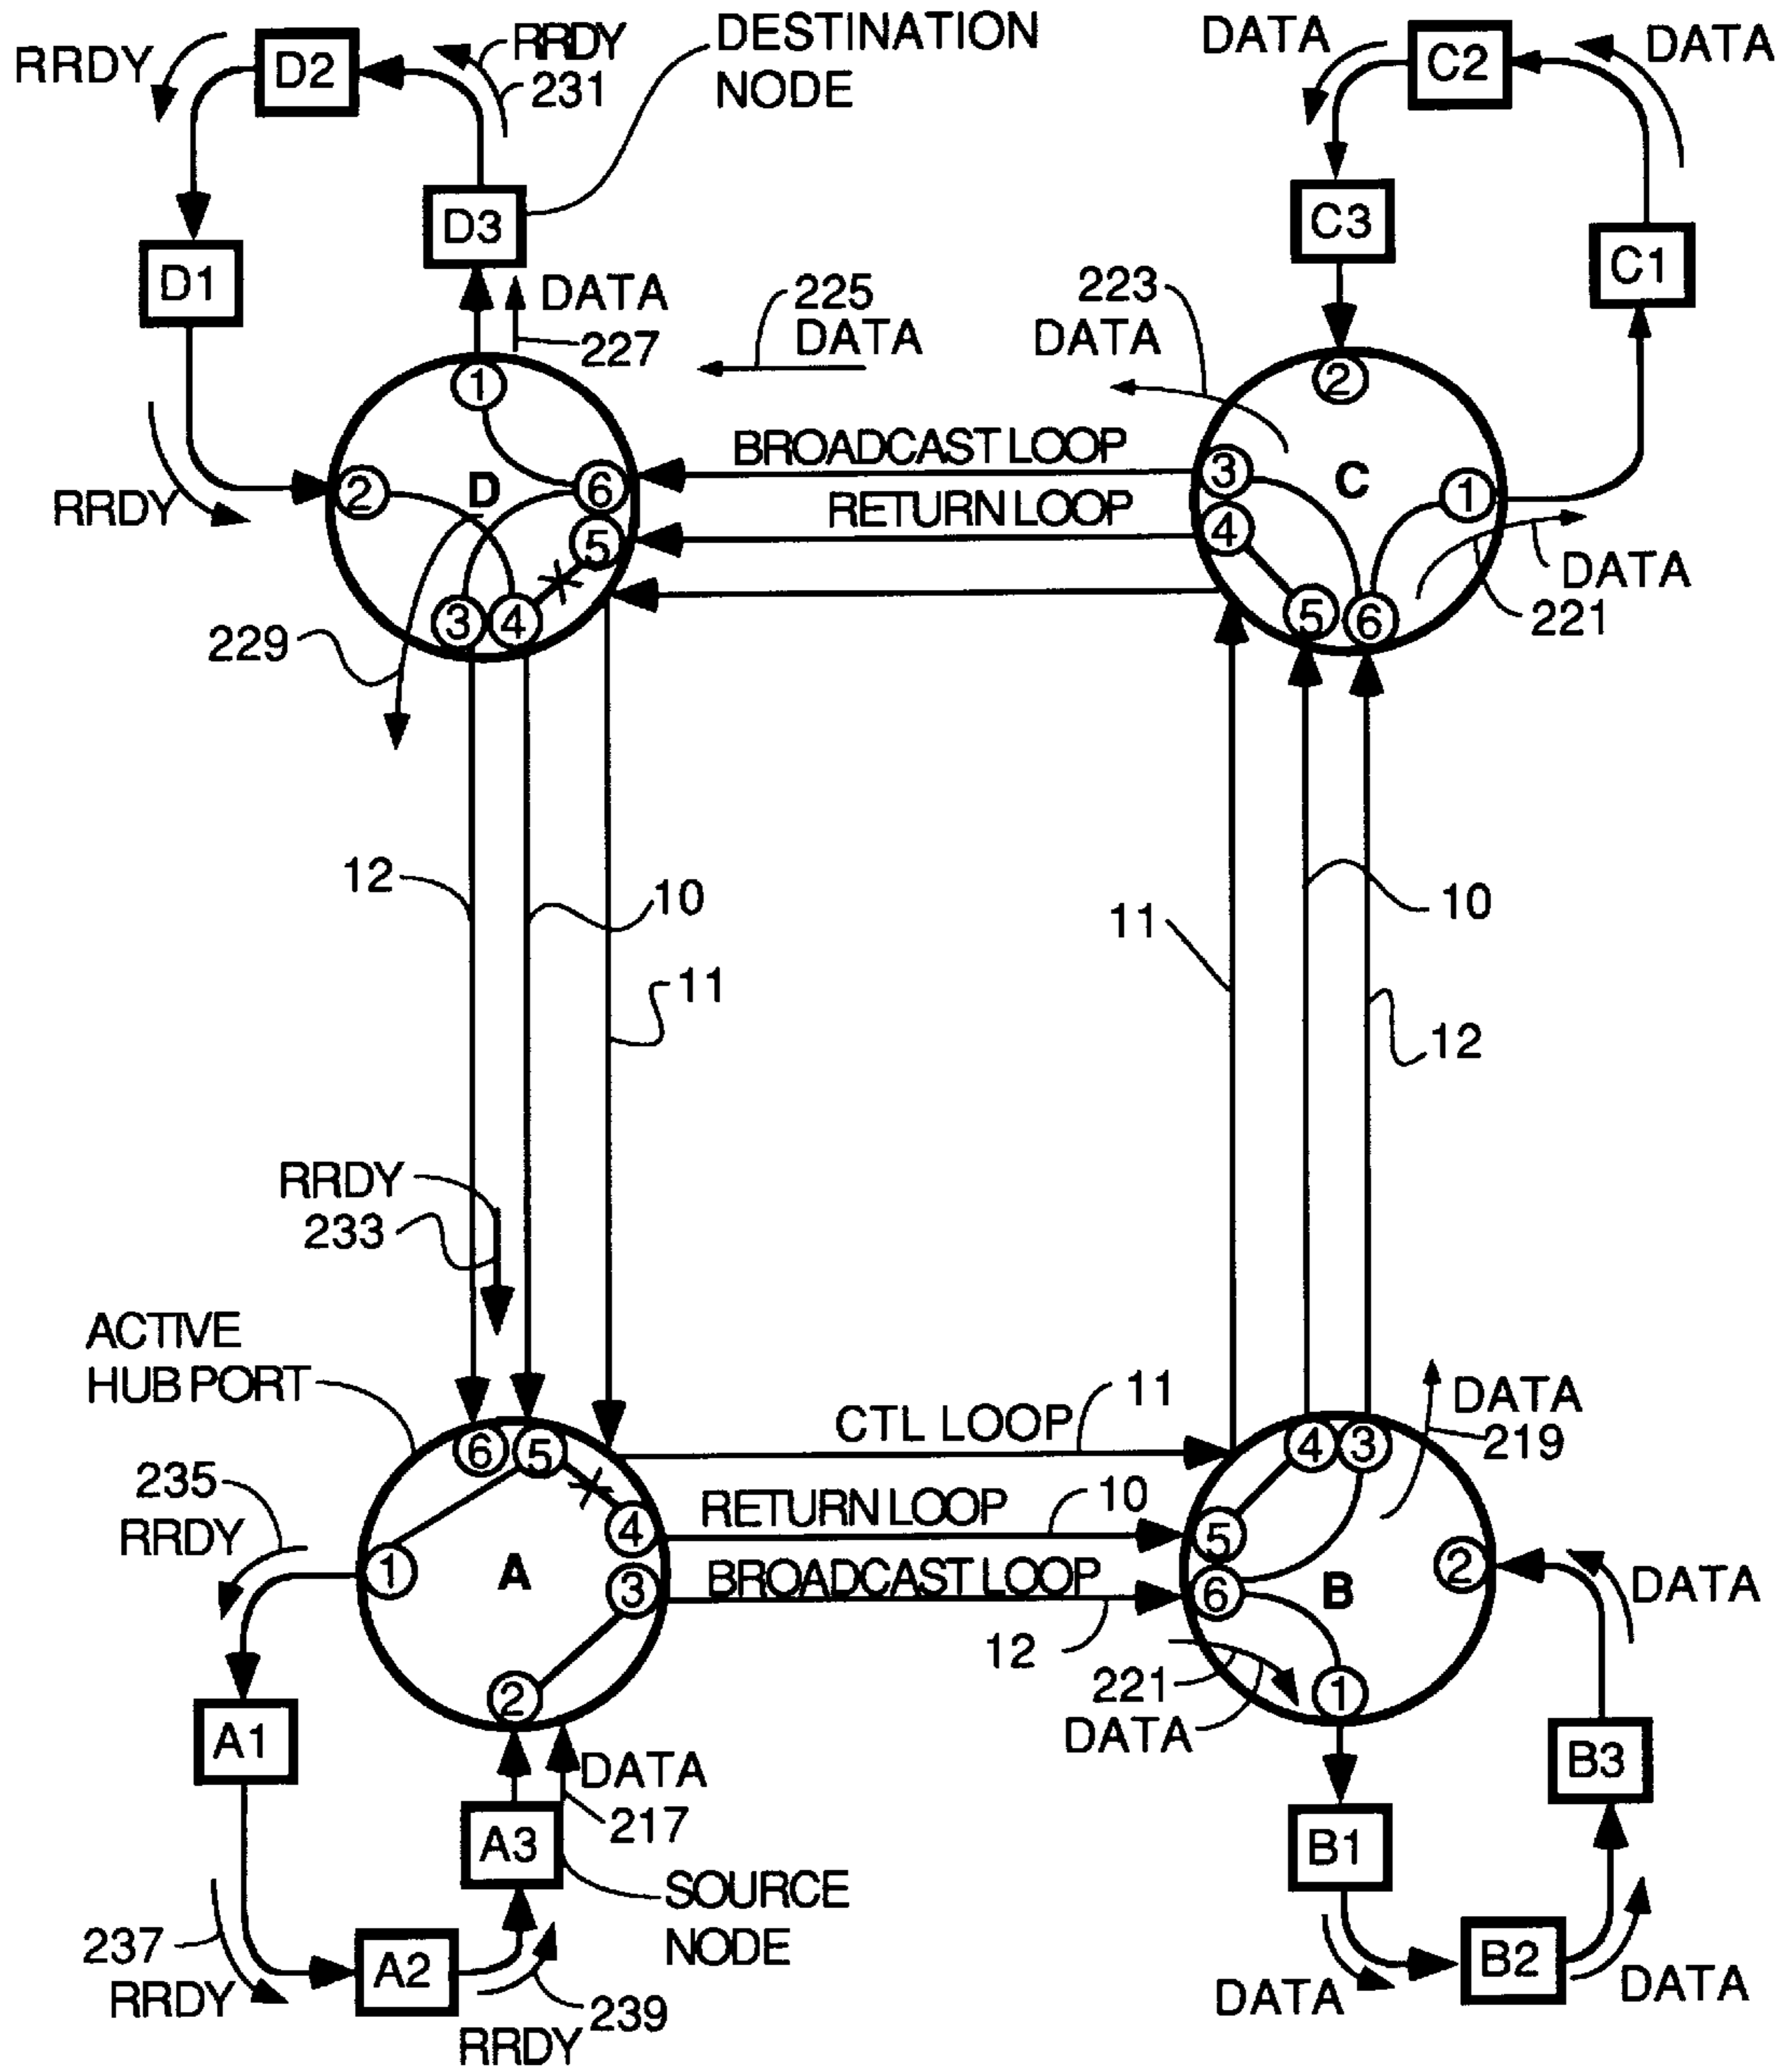 RRDY
D2
RRDY
231
DESTINATION
NODE
DATA
C2
DATA
D1
D3
C3
C1
DATA
227
225
DATA
223
DATA
1
2
BROADCAST LOOP
RRDY
2
D
6
3
C
1
RETURN LOOP
5
4
DATA
3
4
5
6
221
229
12
10
11
11
10
12
RRDY
233
ACTIVE
HUB PORT
CTL LOOP
11
DATA
219
6
5
4
3
235
RRDY
RETURN LOOP
10
4
5
2
1
A
3
BROADCAST LOOP
6
B
DATA
12
2
221
DATA
1
A1
DATA
217
B3
A3
B1
SOURCE
NODE
237
RRDY
A2
239
RRDY
B2
DATA
DATA